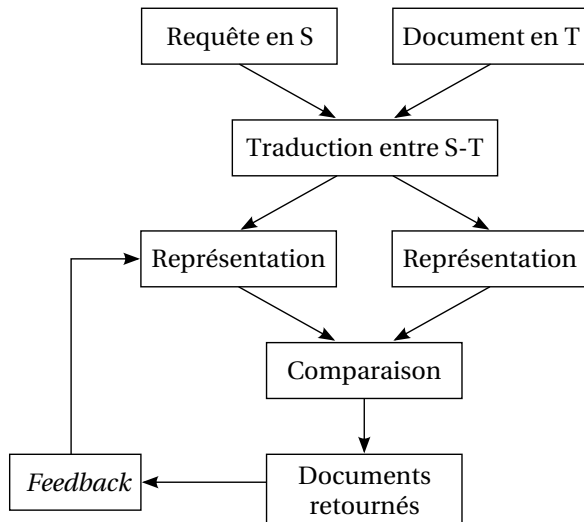 Requête en S
Document en T
Traduction entre S-T
Représentation
Représentation
Comparaison
Feedback
Documents
retournés